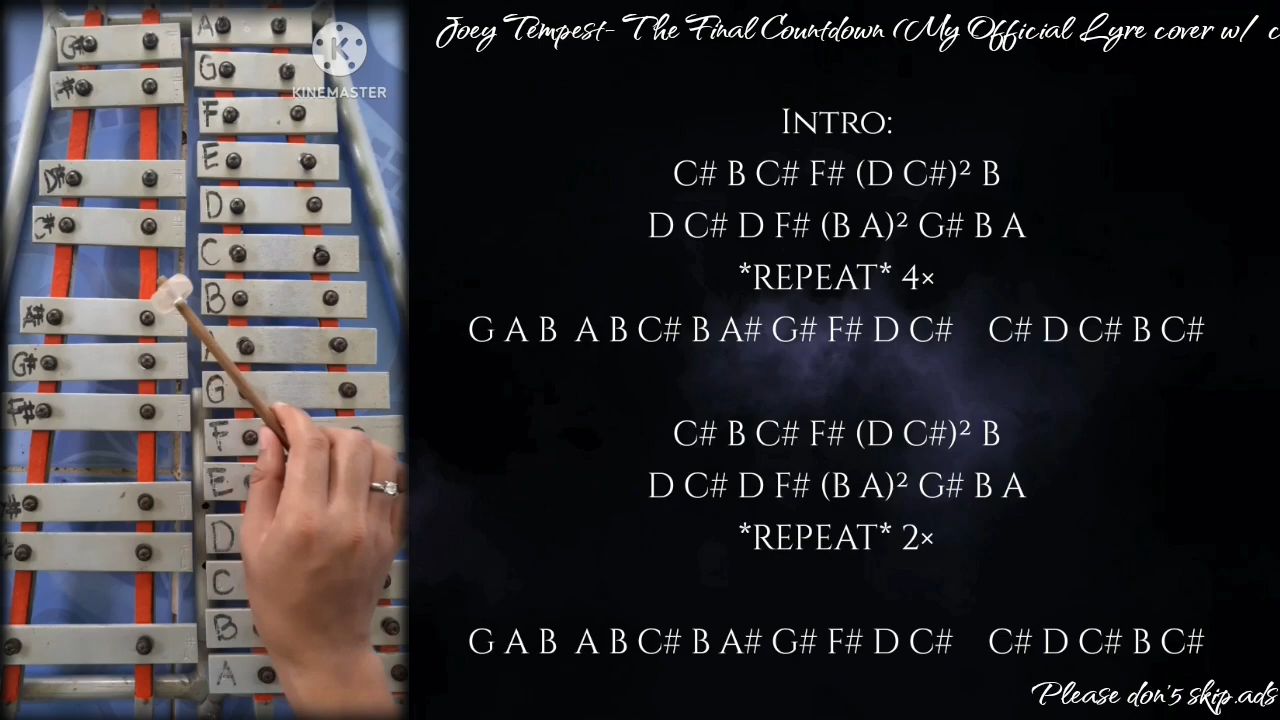 Joey Tempest- The Final Countdown (My Official Lyre cover w/ c
INTRO:
C# B C# F# (D C#)² B
D C# D F# (B A)² G# B A
*REPEAT* 4×
G A B A B C# B A# G# F# D C# C# D C# B C#
C# B C# F# (D C#)² B
D C# D F# (B A)² G# B A
*REPEAT* 2×
G A B A B C# B A# G# F# D C# C# D C# B C#
Please don'5 skip.ads
KINEMASTER
G#
D#
C#
A#
G#
F#
A
G
F
E
D
C
B
G
F
E
D
C
B
A